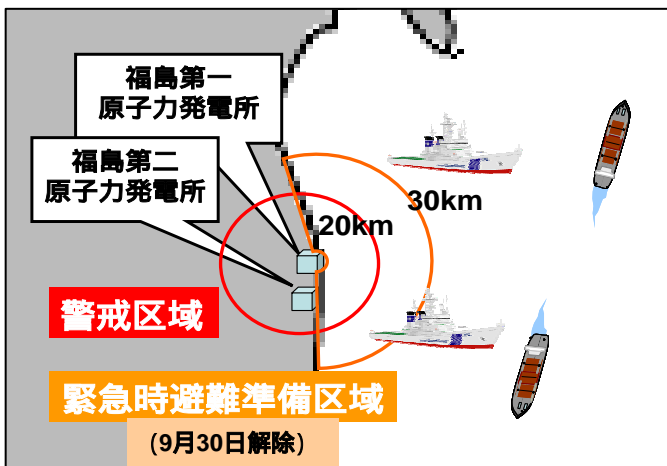 福島第一
原子力発電所
福島第二
原子力発電所
30km
20km
警戒区域
緊急時避難準備区域
(9月30日解除)